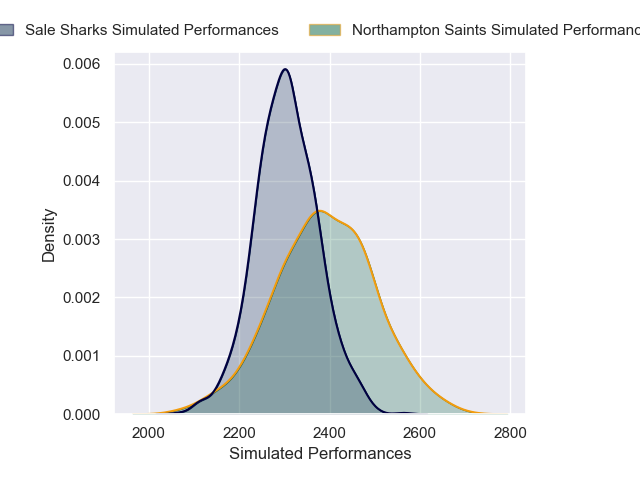 Sale Sharks Simulated Performances
Northampton Saints Simulated
0.006
0.005
0.004
0.003
0.002
0.001
0.000
Density
2000 2200 2400 2600 2800
Simulated Performances